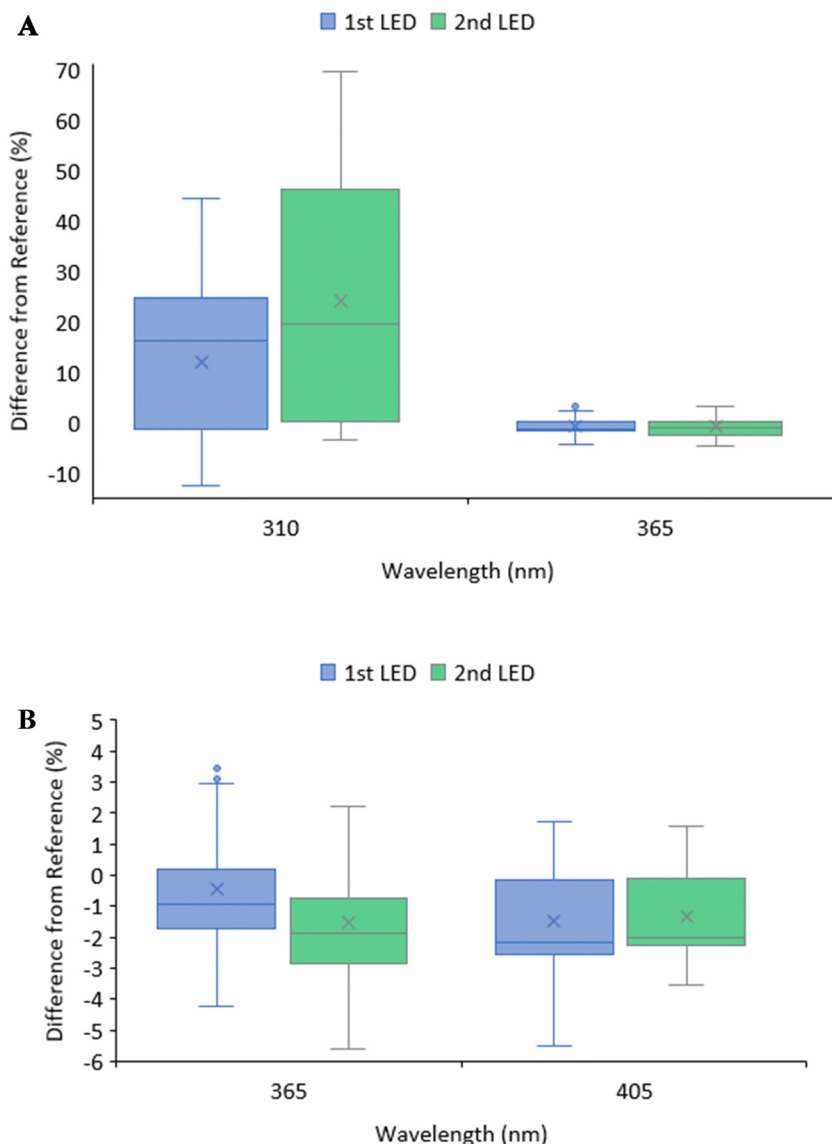 A
1st LED 2nd LED
Difference from Reference (%)
70
60
50
40
30
20
10
0
-10
310 365
Wavelength (nm)
1st LED 2nd LED
B
Difference from Reference (%)
5
4
3
2
1
0
-1
-2
-3
-4
-5
-6
365 405
Wavelength (nm)